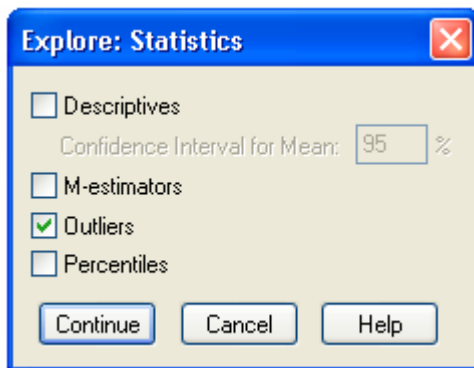 Explore: Statistics
Descriptives
Confidence Interval for Mean: 95 %
M-estimators
Outliers
Percentiles
Continue Cancel Help